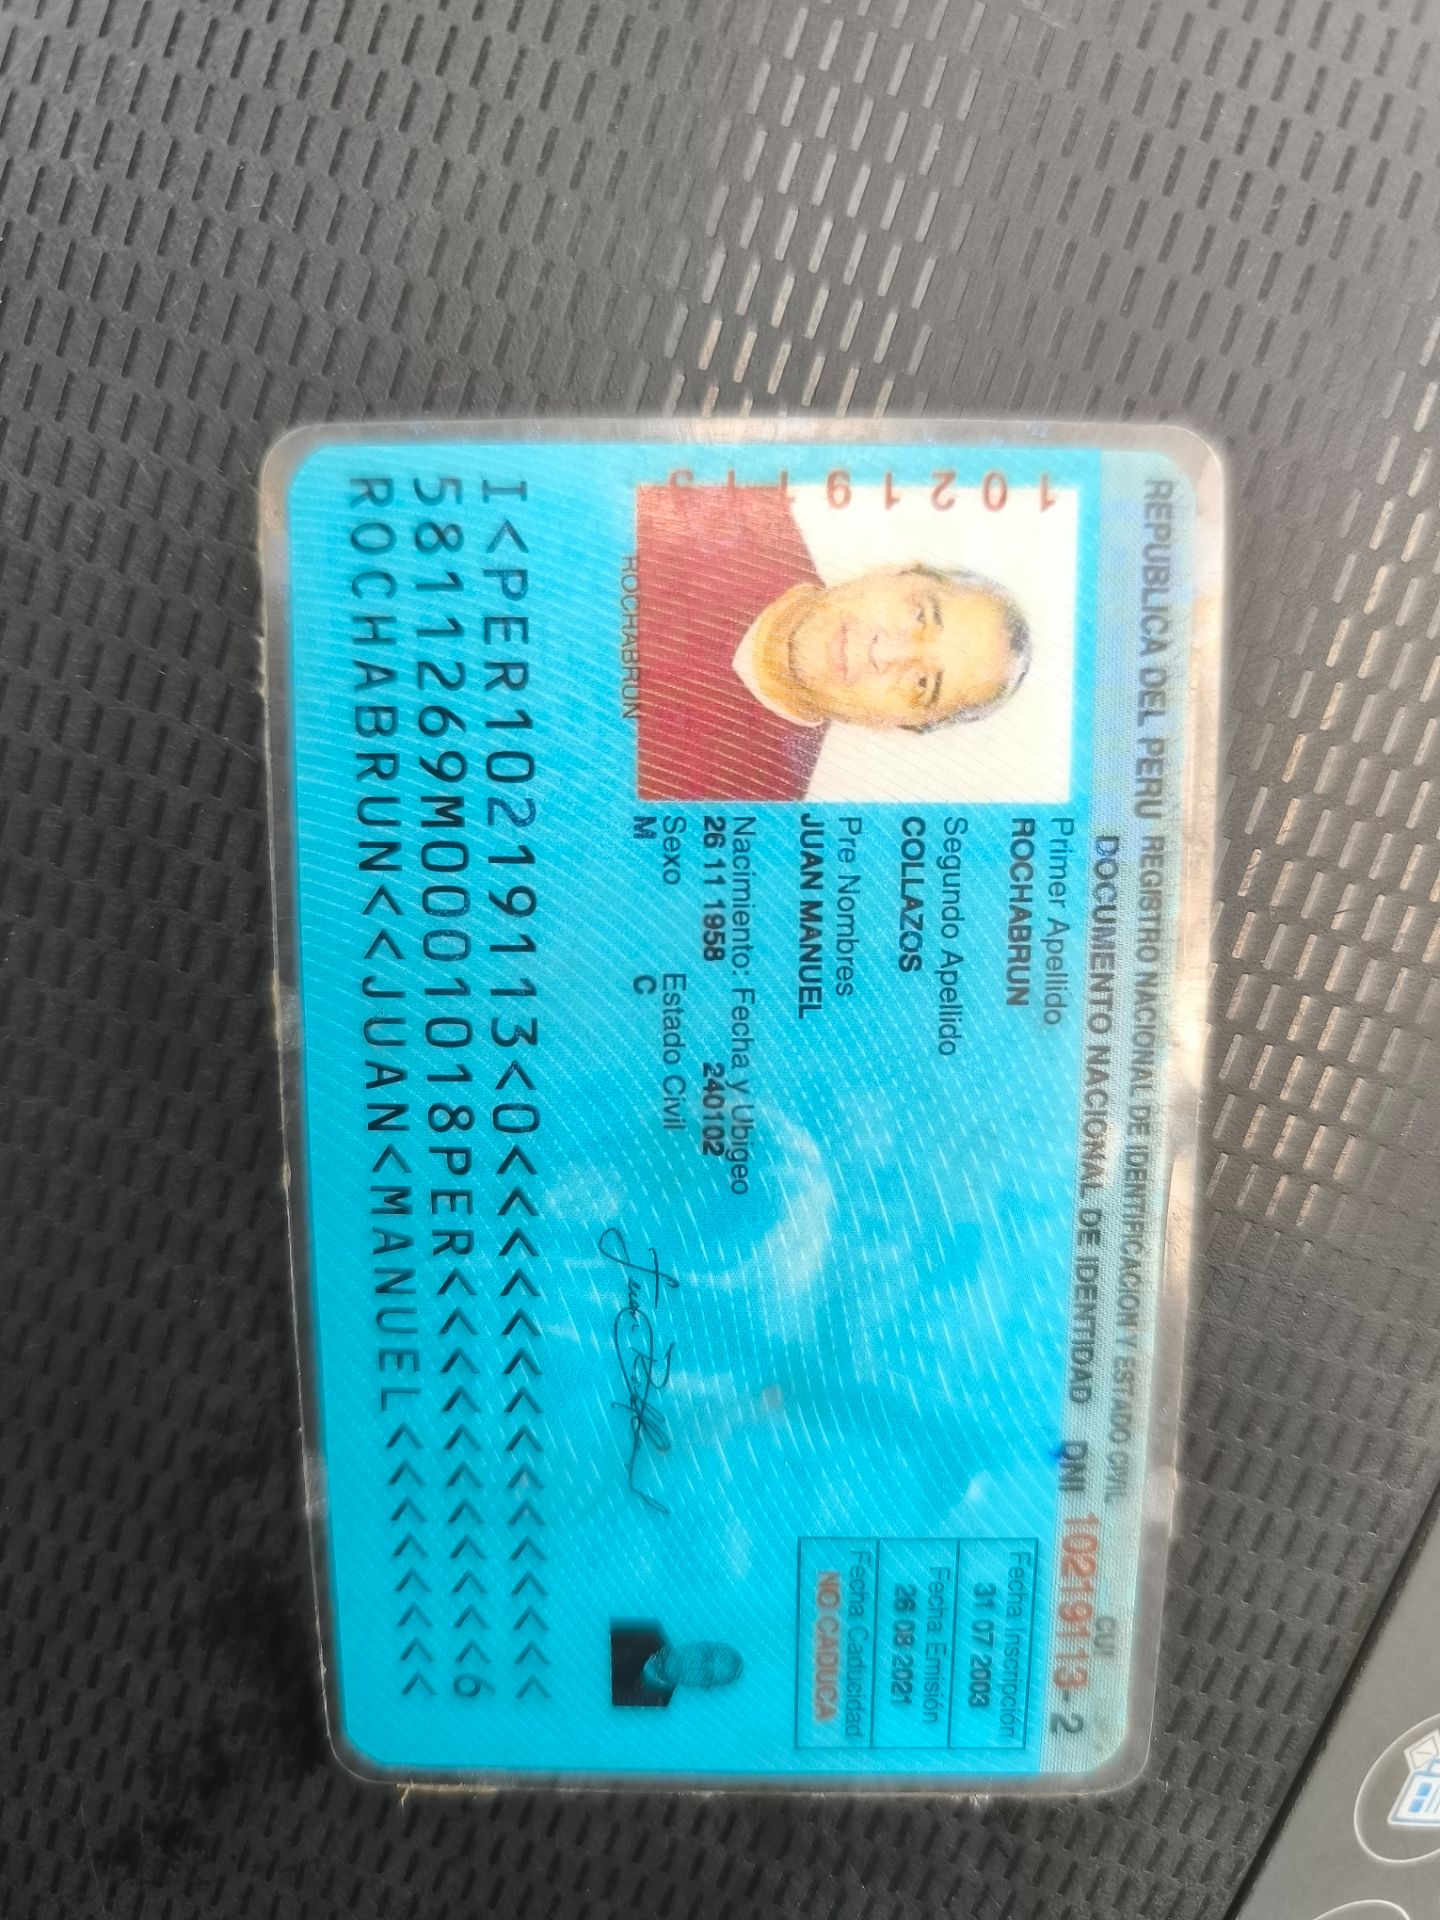 REPUBLICA DEL PERU REGISTRO NACIONAL DE IDENTIFICACION Y ESTADO CIVIL
DOCUMENTO NACIONAL DE IDENTIDAD DNI 10219113 - 2
CUI
Primer Apellido
ROCHABRUN
Segundo Apellido
COLLAZOS
Pre Nombres
JUAN MANUEL
Nacimiento: Fecha y Ubigeo
26 11 1958 240102
Sexo Estado Civil
M C
Fecha Inscripción
31 07 2003
Fecha Emisión
26 08 2021
Fecha Caducidad
NO CADUCA
10219113
ROCHABRUN
I<PER10219113<0<<<<<<<<<<<<<<<
5811269M0001018PER<<<<<<<<<<<6
ROCHABRUN<<JUAN<MANUEL<<<<<<<<